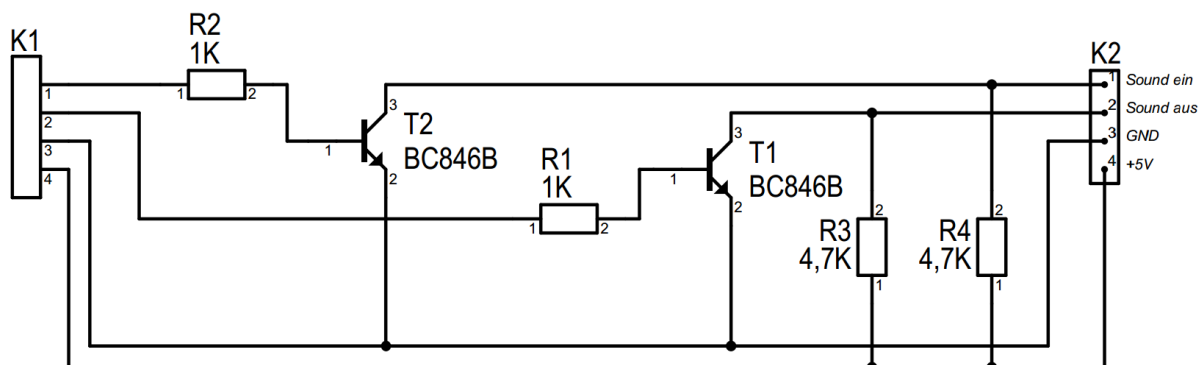 K1
1
2
3
4
R2
1K
1
2
3
T2
BC846B
1
2
R1
1K
1
2
3
T1
BC846B
1
2
2
R3
4,7K
1
2
R4
4,7K
1
K2
1 Sound ein
2 Sound aus
3 GND
4 +5V